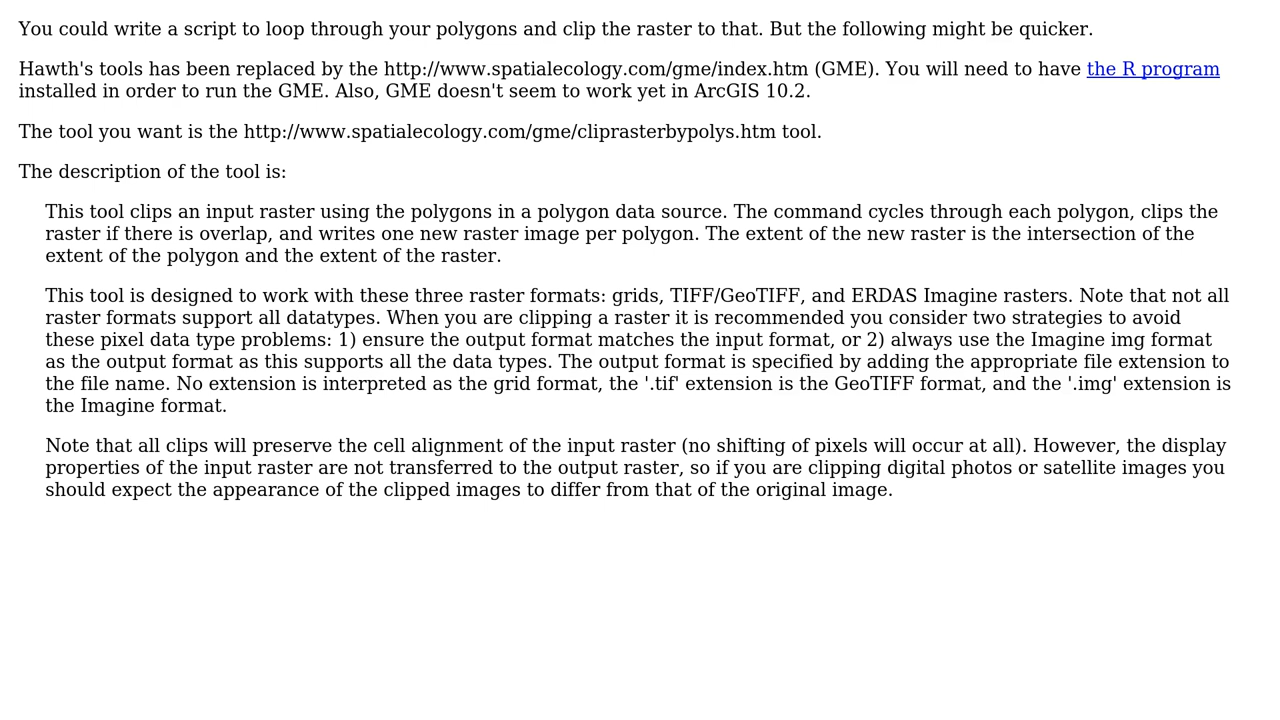 You could write a script to loop through your polygons and clip the raster to that. But the following might be quicker.
Hawth's tools has been replaced by the http://www.spatialecology.com/gme/index.htm (GME). You will need to have the R program
installed in order to run the GME. Also, GME doesn't seem to work yet in ArcGIS 10.2.
The tool you want is the http://www.spatialecology.com/gme/cliprasterbypolys.htm tool.
The description of the tool is:
This tool clips an input raster using the polygons in a polygon data source. The command cycles through each polygon, clips the
raster if there is overlap, and writes one new raster image per polygon. The extent of the new raster is the intersection of the
extent of the polygon and the extent of the raster.
This tool is designed to work with these three raster formats: grids, TIFF/GeoTIFF, and ERDAS Imagine rasters. Note that not all
raster formats support all datatypes. When you are clipping a raster it is recommended you consider two strategies to avoid
these pixel data type problems: 1) ensure the output format matches the input format, or 2) always use the Imagine img format
as the output format as this supports all the data types. The output format is specified by adding the appropriate file extension to
the file name. No extension is interpreted as the grid format, the '.tif' extension is the GeoTIFF format, and the '.img' extension is
the Imagine format.
Note that all clips will preserve the cell alignment of the input raster (no shifting of pixels will occur at all). However, the display
properties of the input raster are not transferred to the output raster, so if you are clipping digital photos or satellite images you
should expect the appearance of the clipped images to differ from that of the original image.